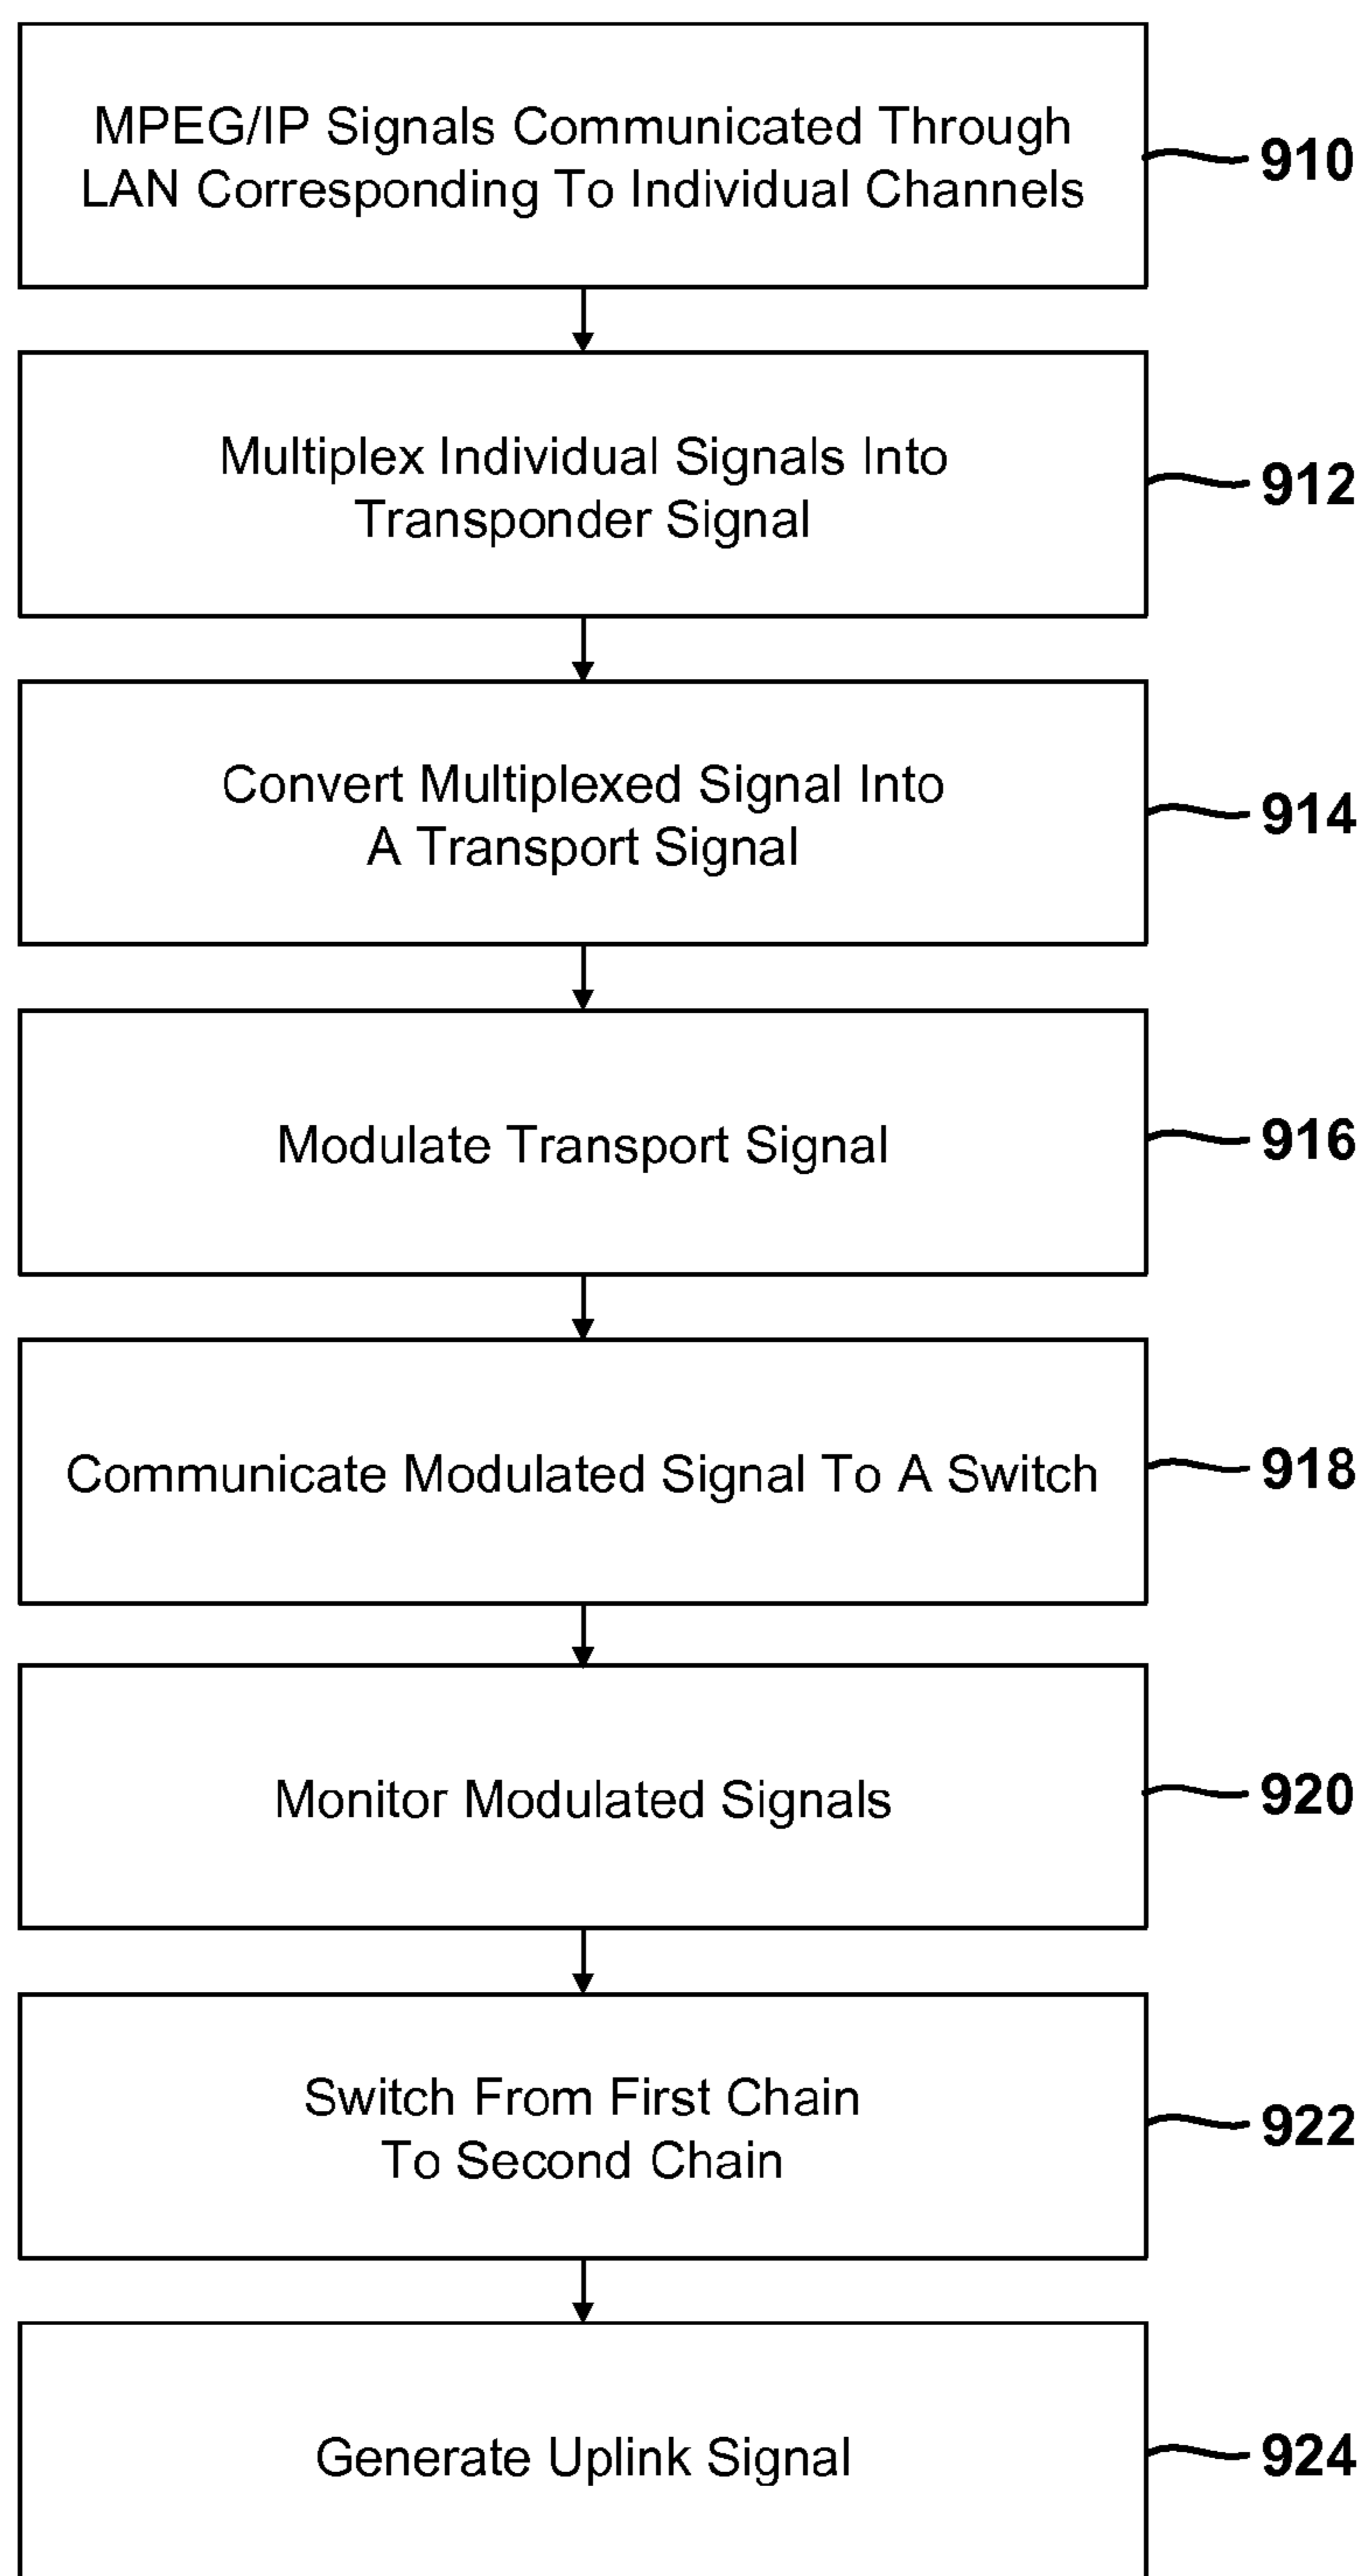 MPEG/IP Signals Communicated Through
LAN Corresponding To Individual Channels
910
Multiplex Individual Signals Into
Transponder Signal
912
Convert Multiplexed Signal Into
A Transport Signal
914
Modulate Transport Signal
916
Communicate Modulated Signal To A Switch
918
Monitor Modulated Signals
920
Switch From First Chain
To Second Chain
922
Generate Uplink Signal
924